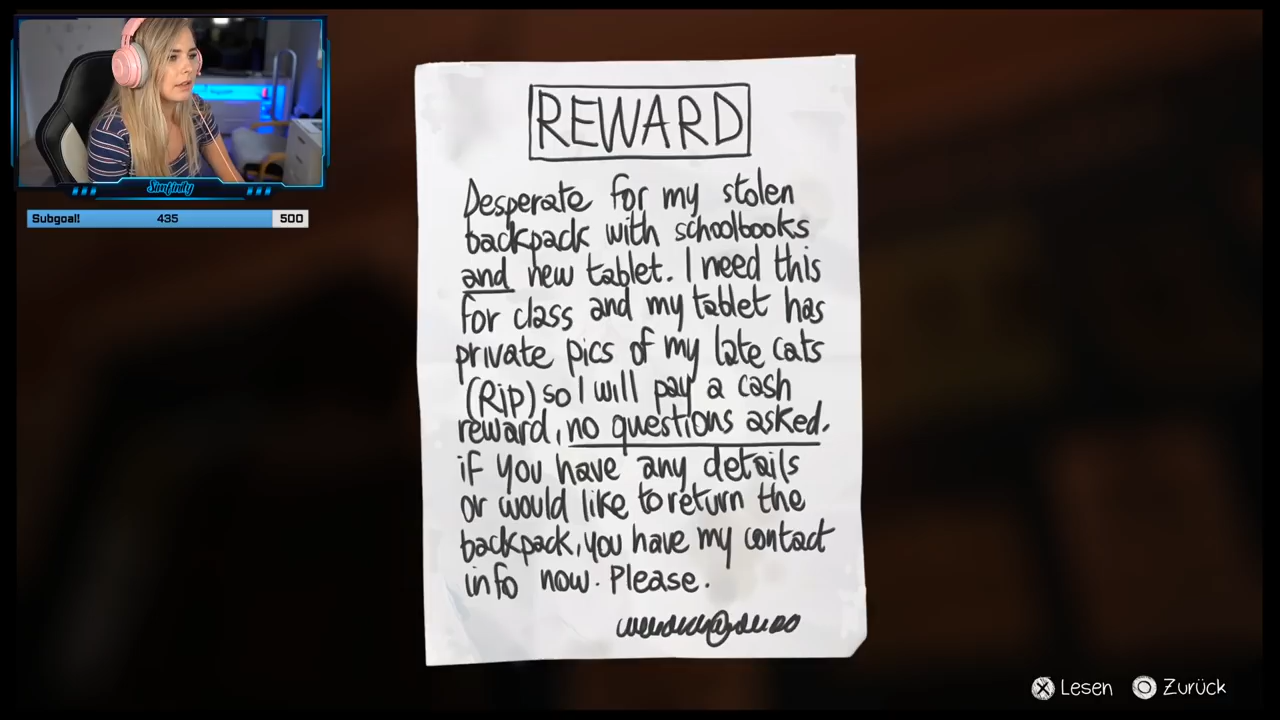 Simfinity
Subgoal! 435 500
REWARD
Desperate for my stolen
backpack with schoolbooks
and new tablet. I need this
for class and my tablet has
private pics of my late cats
(RiP) so I will pay a cash
reward, no questions asked.
if you have any details
or would like to return the
backpack, you have my contact
info now. Please.
Lesen Zurück